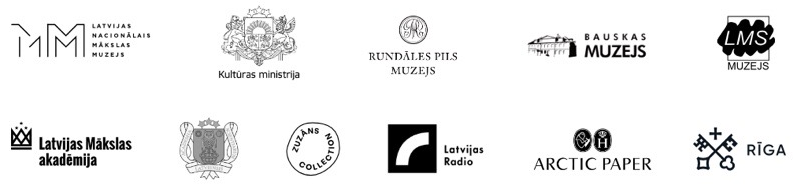 LATVIJAS
NACIONĀLAIS
MĀKSLAS
MUZEJS
Kultūras ministrija
RUNDĀLES PILS
MUZEJS
BAUSKAS
MUZEJS
LMS
MUZEJS
Latvijas Mākslas
akadēmija
ZUZĀNS
COLLECTION
Latvijas
Radio
ARCTIC PAPER
RĪGA